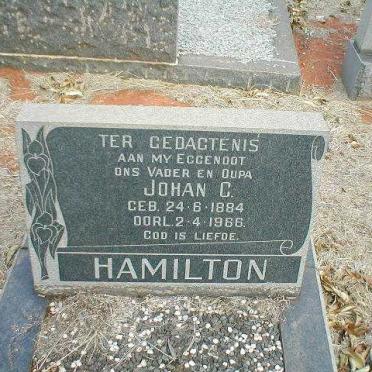 TER GEDAGTENIS
AAN MY EGGENOOT
ONS VADER EN OUPA
JOHAN C.
GEB. 24·6·1884
OORL. 2·4·1966
GOD IS LIEFDE.
HAMILTON